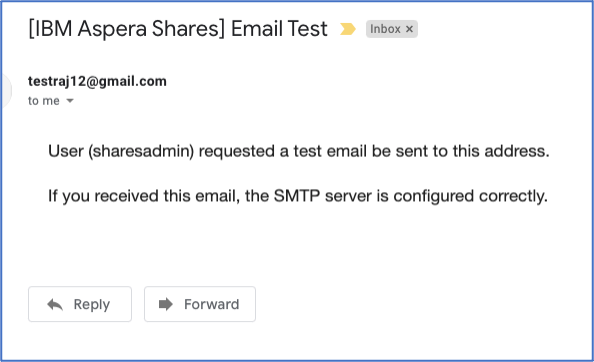 [IBM Aspera Shares] Email Test Inbox ×
testraj12@gmail.com
to me
User (sharesadmin) requested a test email be sent to this address.
If you received this email, the SMTP server is configured correctly.
Reply Forward